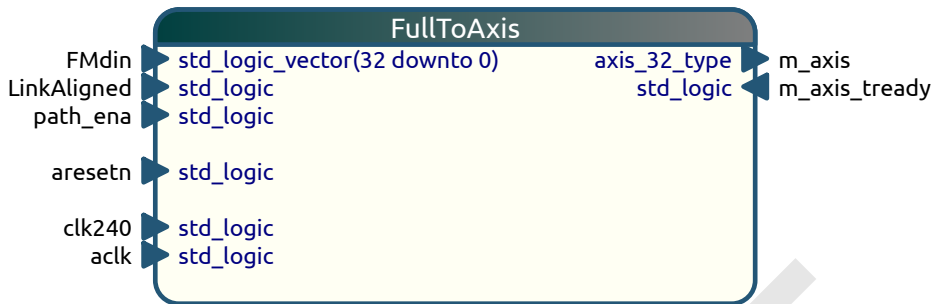 FullToAxis
FMdin std_logic_vector(32 downto 0) axis_32_type m_axis
LinkAligned std_logic std_logic m_axis_tready
path_ena std_logic
aresetn std_logic
clk240 std_logic
aclk std_logic